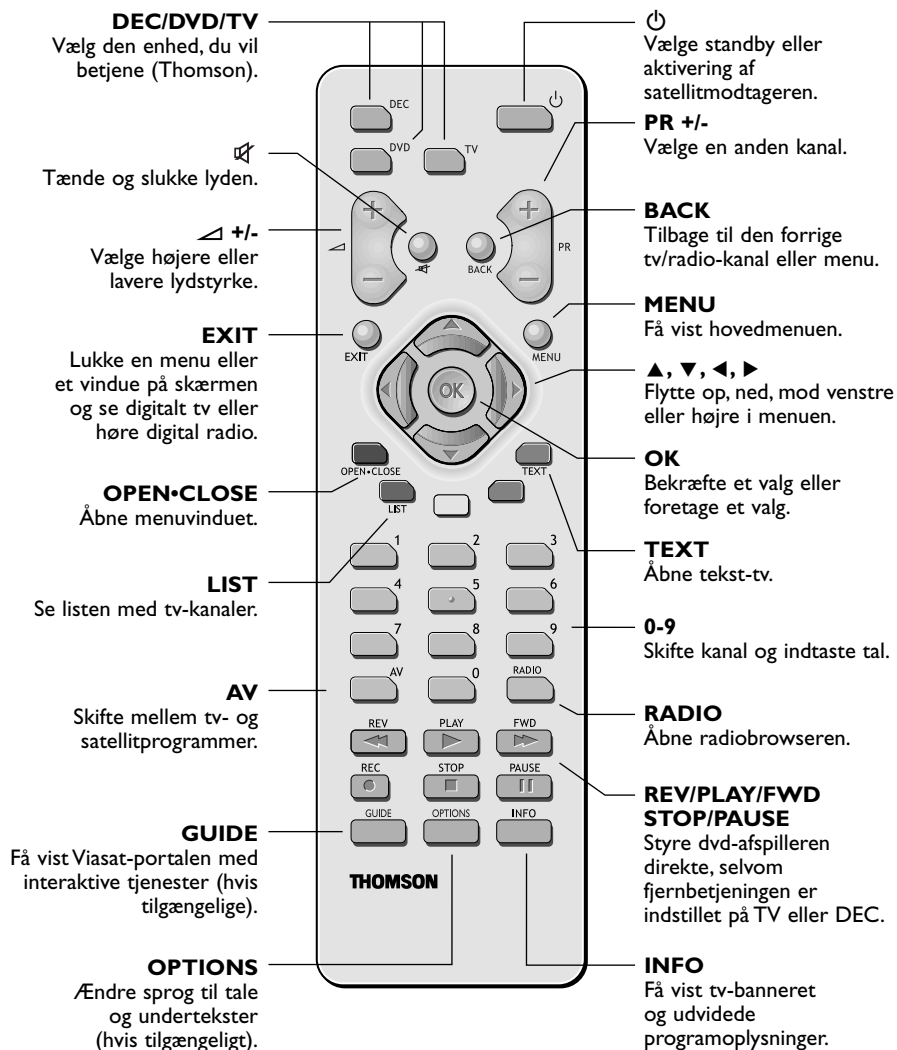 DEC/DVD/TV
Vælg den enhed, du vil
betjene (Thomson).
Tænde og slukke lyden.
+/-
Vælge højere eller
lavere lydstyrke.
EXIT
Lukke en menu eller
et vindue på skærmen
og se digitalt tv eller
høre digital radio.
OPEN•CLOSE
Åbne menuvinduet.
LIST
Se listen med tv-kanaler.
AV
Skifte mellem tv- og
satellitprogrammer.
GUIDE
Få vist Viasat-portalen med
interaktive tjenester (hvis
tilgængelige).
OPTIONS
Ændre sprog til tale
og undertekster
(hvis tilgængeligt).
DEC
DVD
TV
+
+
PR
BACK
−
−
EXIT
MENU
OK
OPEN•CLOSE
TEXT
LIST
1
2
3
4
5
6
7
8
9
AV
0
RADIO
REV
PLAY
FWD
REC
STOP
PAUSE
GUIDE
OPTIONS
INFO
THOMSON
Vælge standby eller
aktivering af
satellitmodtageren.
PR +/-
Vælge en anden kanal.
BACK
Tilbage til den forrige
tv/radio-kanal eller menu.
MENU
Få vist hovedmenuen.
▲, ▼, ◀, ▶
Flytte op, ned, mod venstre
eller højre i menuen.
OK
Bekræfte et valg eller
foretage et valg.
TEXT
Åbne tekst-tv.
0-9
Skifte kanal og indtaste tal.
RADIO
Åbne radiobrowseren.
REV/PLAY/FWD
STOP/PAUSE
Styre dvd-afspilleren
direkte, selvom
fjernbetjeningen er
indstillet på TV eller DEC.
INFO
Få vist tv-banneret
og udvidede
programoplysninger.